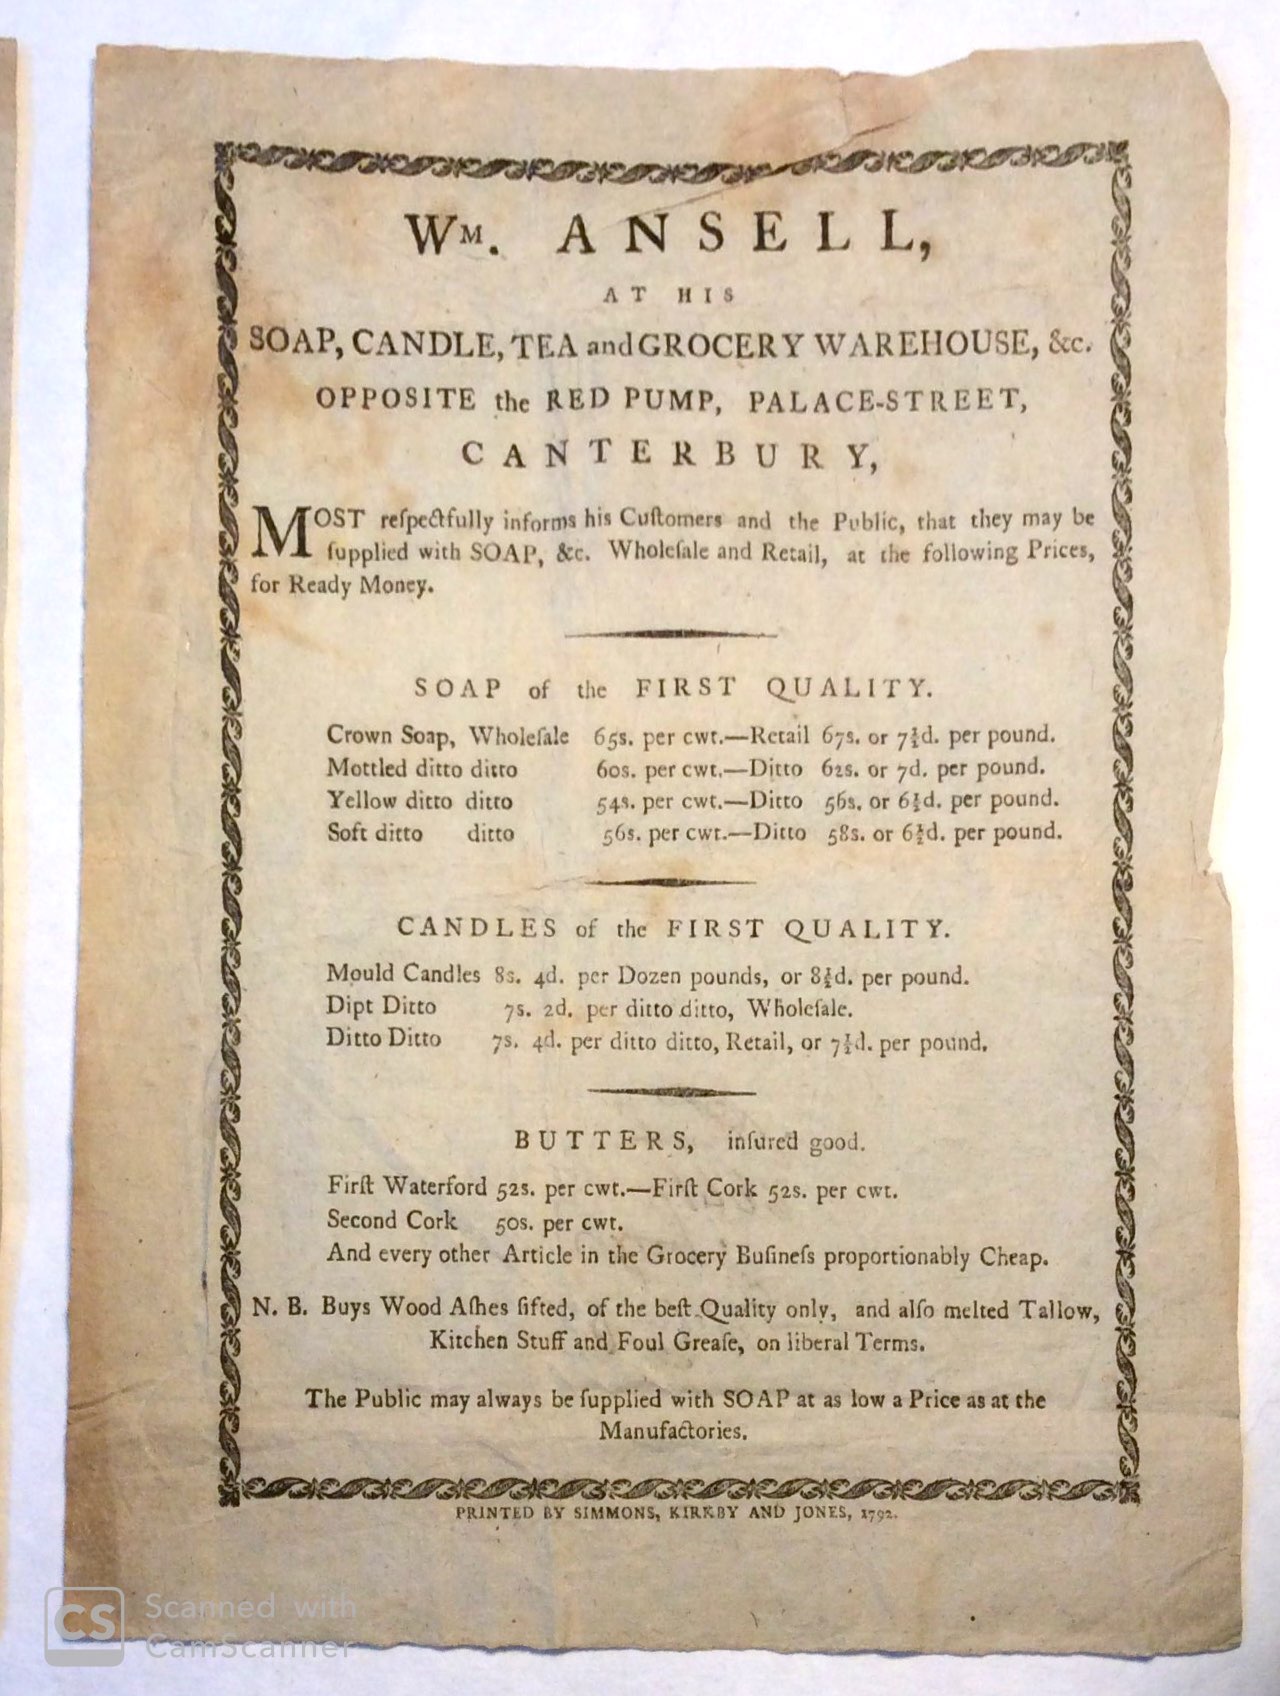 Wᴍ. ANSELL,
AT HIS
SOAP, CANDLE, TEA and GROCERY WAREHOUSE, &c.
OPPOSITE the RED PUMP, PALACE-STREET,
CANTERBURY,
MOST reſpectfully informs his Cuſtomers and the Public, that they may be
ſupplied with SOAP, &c. Wholeſale and Retail, at the following Prices,
for Ready Money.
SOAP of the FIRST QUALITY.
Crown Soap, Wholeſale 65s. per cwt.—Retail 67s. or 7½d. per pound.
Mottled ditto ditto 60s. per cwt.—Ditto 62s. or 7d. per pound.
Yellow ditto ditto 54s. per cwt.—Ditto 56s. or 6½d. per pound.
Soft ditto ditto 56s. per cwt.—Ditto 58s. or 6½d. per pound.
CANDLES of the FIRST QUALITY.
Mould Candles 8s. 4d. per Dozen pounds, or 8½d. per pound.
Dipt Ditto 7s. 2d. per ditto ditto, Wholeſale.
Ditto Ditto 7s. 4d. per ditto ditto, Retail, or 7½d. per pound.
BUTTERS, inſured good.
Firſt Waterford 52s. per cwt.—Firſt Cork 52s. per cwt.
Second Cork 50s. per cwt.
And every other Article in the Grocery Buſineſs proportionably Cheap.
N. B. Buys Wood Aſhes ſifted, of the beſt Quality only, and alſo melted Tallow,
Kitchen Stuff and Foul Greaſe, on liberal Terms.
The Public may always be ſupplied with SOAP at as low a Price as at the
Manufactories.
PRINTED BY SIMMONS, KIRKBY AND JONES, 1792.
CS Scanned with
CamScanner